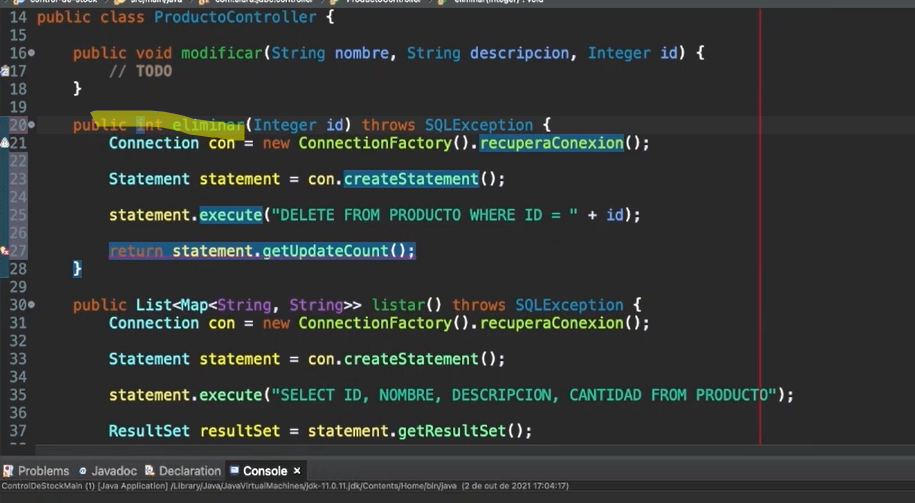 14 public class ProductoController {
15
16 public void modificar(String nombre, String descripcion, Integer id) {
17 // TODO
18 }
19
20 public int eliminar(Integer id) throws SQLException {
21 Connection con = new ConnectionFactory().recuperaConexion();
22
23 Statement statement = con.createStatement();
24
25 statement.execute("DELETE FROM PRODUCTO WHERE ID = " + id);
26
27 return statement.getUpdateCount();
28 }
29
30 public List<Map<String, String>> listar() throws SQLException {
31 Connection con = new ConnectionFactory().recuperaConexion();
32
33 Statement statement = con.createStatement();
34
35 statement.execute("SELECT ID, NOMBRE, DESCRIPCION, CANTIDAD FROM PRODUCTO");
36
37 ResultSet resultSet = statement.getResultSet();
Problems Javadoc Declaration Console
ControlDeStockMain (1) [Java Application] /Library/Java/JavaVirtualMachines/jdk-11.0.11.jdk/Contents/Home/bin/java (2 de out de 2021 17:04:17)